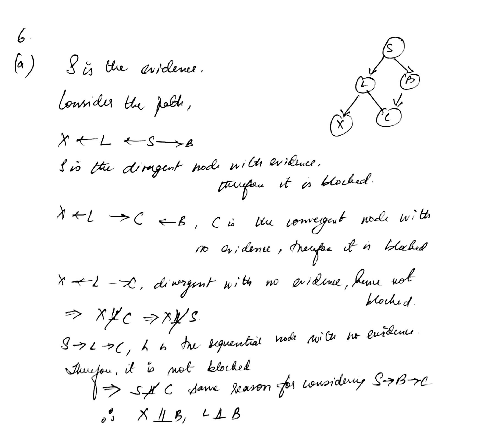 6.
(a) S is the evidence.
Consider the path,
X ← L ← S → B
S is the divergent node with evidence.
therefore it is blocked.
X ← L → C ← B, C is the convergent node with
no evidence, therefore it is blocked
X ← L → C, divergent with no evidence, hence not
blocked.
⇒ X ⫫̸ C ⇒ X ⫫̸ S.
S → L → C, L is the sequential node with no evidence
Therefore, it is not blocked
⇒ S ⫫̸ C same reason for considering S → B → C
∴ X ⫫ B, L ⫫ B
S
L
B
X
C